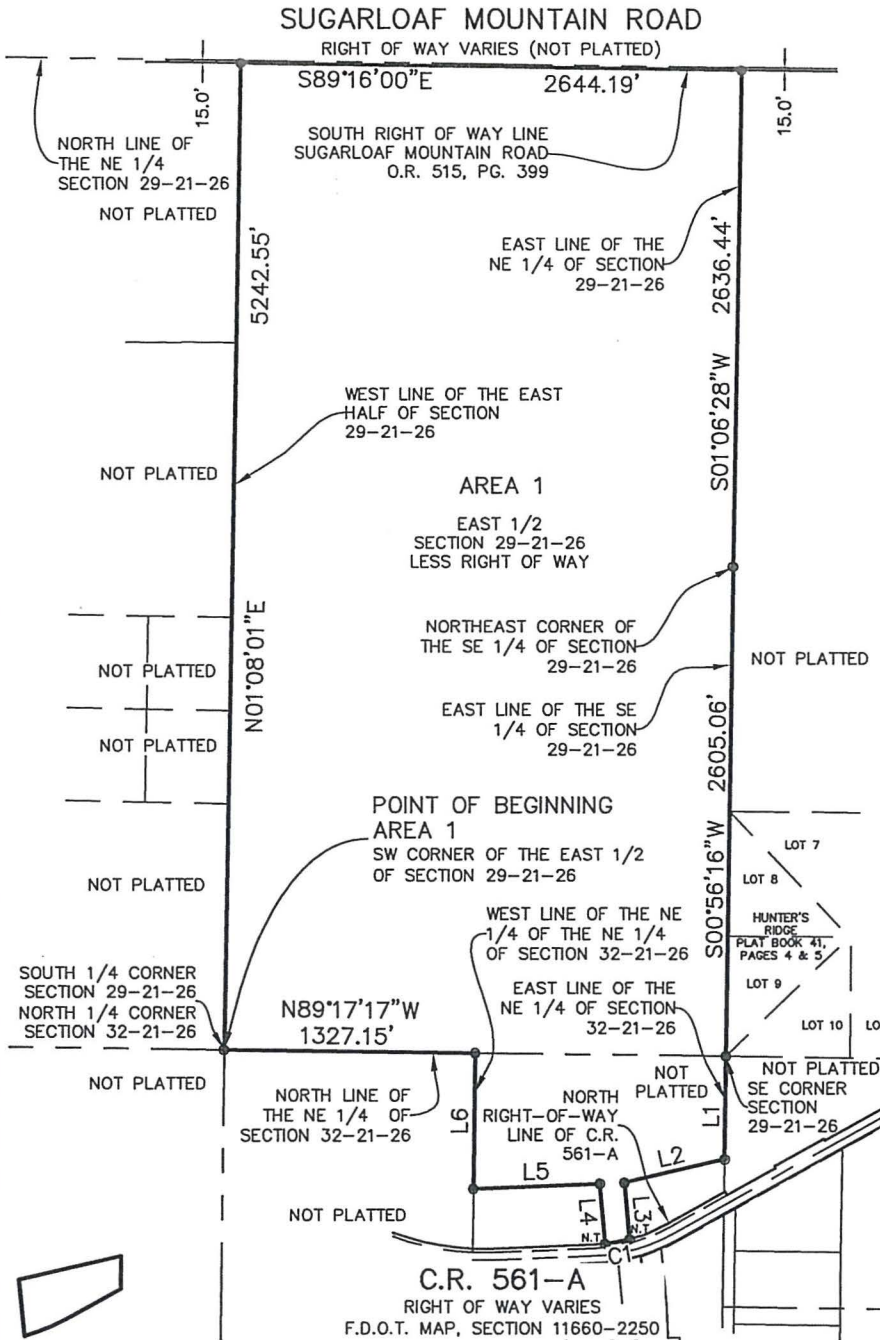 SUGARLOAF MOUNTAIN ROAD
RIGHT OF WAY VARIES (NOT PLATTED)
S89°16'00"E 2644.19'
15.0'
15.0'
NORTH LINE OF
THE NE 1/4
SECTION 29-21-26
NOT PLATTED
SOUTH RIGHT OF WAY LINE
SUGARLOAF MOUNTAIN ROAD
O.R. 515, PG. 399
EAST LINE OF THE
NE 1/4 OF SECTION
29-21-26
5242.55'
2636.44'
S01°06'28"W
WEST LINE OF THE EAST
HALF OF SECTION
29-21-26
NOT PLATTED
AREA 1
EAST 1/2
SECTION 29-21-26
LESS RIGHT OF WAY
NORTHEAST CORNER OF
THE SE 1/4 OF SECTION
29-21-26
NOT PLATTED
NOT PLATTED
N01°08'01"E
EAST LINE OF THE SE
1/4 OF SECTION
29-21-26
2605.06'
S00°56'16"W
NOT PLATTED
POINT OF BEGINNING
AREA 1
SW CORNER OF THE EAST 1/2
OF SECTION 29-21-26
NOT PLATTED
LOT 7
LOT 8
HUNTER'S
RIDGE
PLAT BOOK 41,
PAGES 4 & 5
LOT 9
LOT 10
LO
WEST LINE OF THE NE
1/4 OF THE NE 1/4
OF SECTION 32-21-26
EAST LINE OF THE
NE 1/4 OF SECTION
32-21-26
SOUTH 1/4 CORNER
SECTION 29-21-26
NORTH 1/4 CORNER
SECTION 32-21-26
N89°17'17"W
1327.15'
NOT PLATTED
NORTH LINE OF
THE NE 1/4 OF
SECTION 32-21-26
L6
NOT
PLATTED
L1
NOT PLATTED
SE CORNER
SECTION
29-21-26
NORTH
RIGHT-OF-WAY
LINE OF C.R.
561-A
L2
L5
L4
L3
N.T.
N.T.
C1
NOT PLATTED
C.R. 561-A
RIGHT OF WAY VARIES
F.D.O.T. MAP, SECTION 11660-2250